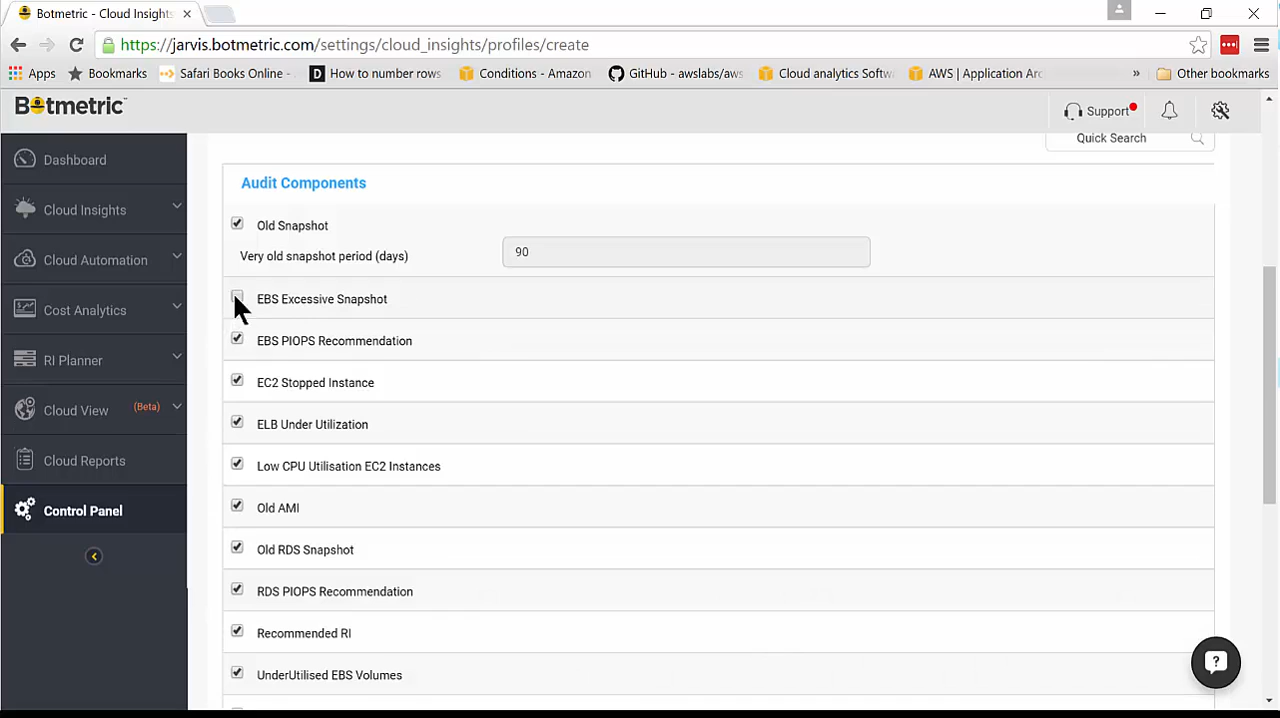 Botmetric - Cloud Insights
https://jarvis.botmetric.com/settings/cloud_insights/profiles/create
Apps Bookmarks Safari Books Online - How to number row Conditions - Amazon GitHub - awslabs/aws Cloud analytics Softw AWS | Application Arc » Other bookmarks
Botmetric Support
Quick Search
Dashboard
Cloud Insights
Cloud Automation
Cost Analytics
RI Planner
Cloud View (Beta)
Cloud Reports
Control Panel
Audit Components
Old Snapshot
Very old snapshot period (days) 90
EBS Excessive Snapshot
EBS PIOPS Recommendation
EC2 Stopped Instance
ELB Under Utilization
Low CPU Utilisation EC2 Instances
Old AMI
Old RDS Snapshot
RDS PIOPS Recommendation
Recommended RI
UnderUtilised EBS Volumes